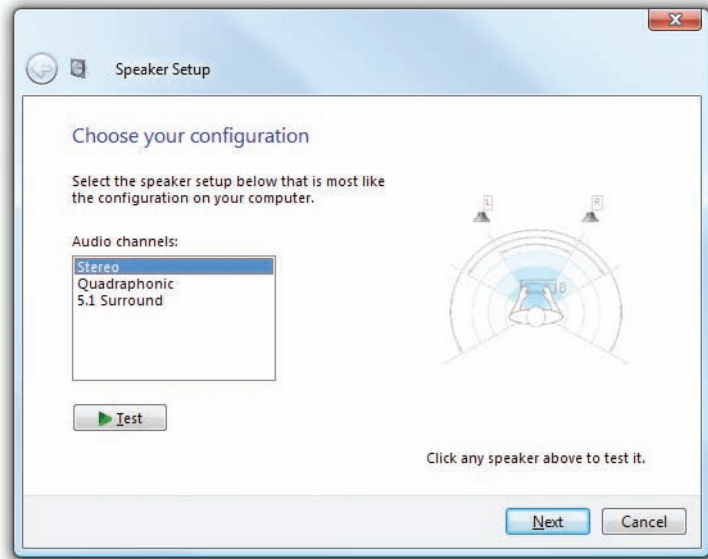 Speaker Setup
Choose your configuration
Select the speaker setup below that is most like
the configuration on your computer.
Audio channels:
Stereo
Quadraphonic
5.1 Surround
L
R
Test
Click any speaker above to test it.
Next
Cancel